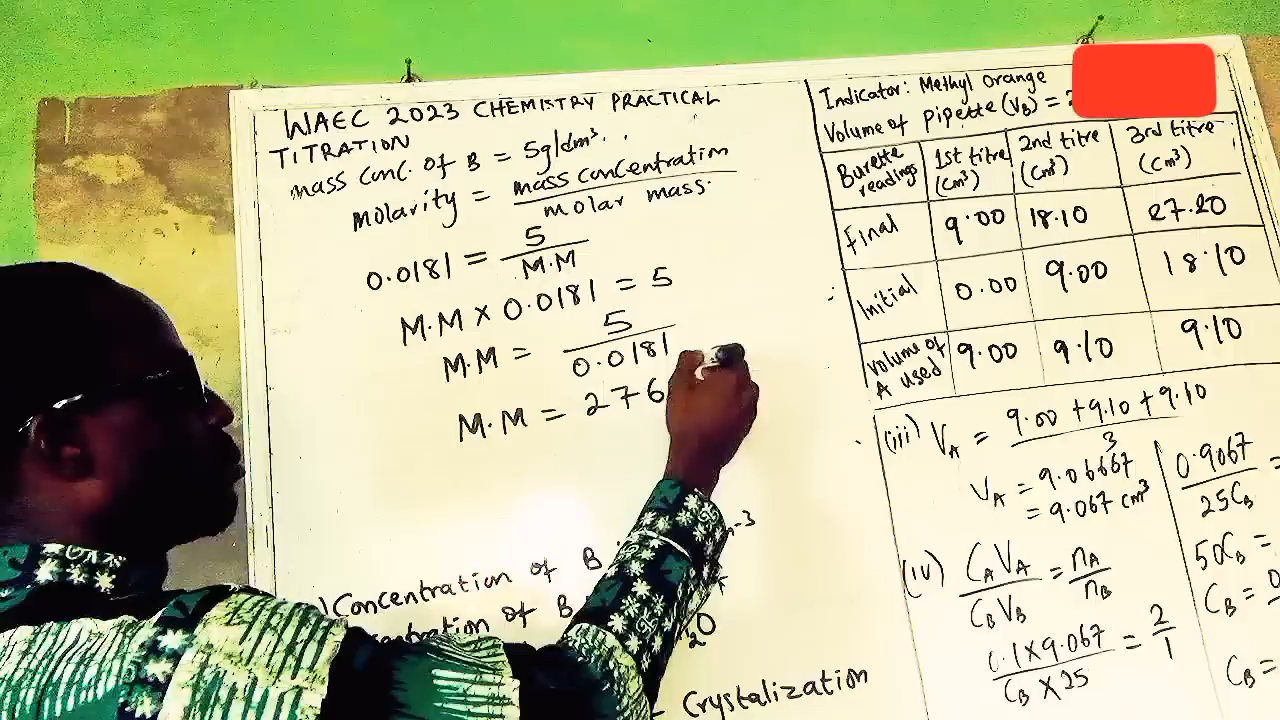 WAEC 2023 CHEMISTRY PRACTICAL
TITRATION
mass conc. of B = 5g/dm³.
molarity = mass concentration
molar mass.
0.0181 = 5
M.M
M.M X 0.0181 = 5
M.M = 5
0.0181
M.M = 276
Concentration of B
of B
Crystalization
Indicator: Methyl orange
Volume of pipette (VB) =
Burette readings 1st titre (cm³) 2nd titre (cm³) 3rd titre (cm³)
Final 9.00 18.10 27.20
Initial 0.00 9.00 18.10
Volume of A used 9.00 9.10 9.10
(iii) VA = 9.00 + 9.10 + 9.10
3
VA = 9.06667
= 9.067 cm³
(iv) CAVA = nA
CBVB nB
0.1 X 9.067 = 2
CB X 25 1
0.9067 =
25CB
50CB =
CB =
CB =